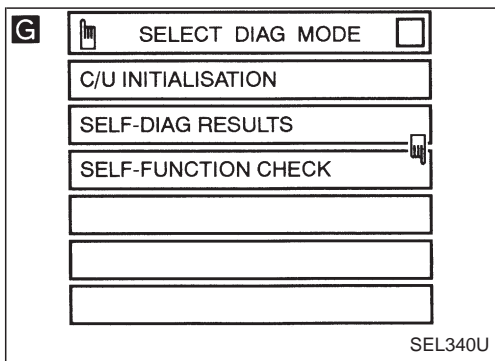 G
SELECT DIAG MODE
C/U INITIALISATION
SELF-DIAG RESULTS
SELF-FUNCTION CHECK
SEL340U